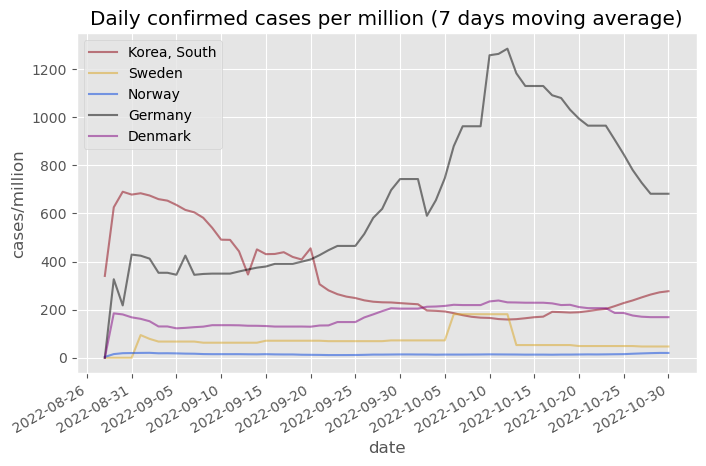 Daily confirmed cases per million (7 days moving average)
Korea, South
Sweden
Norway
Germany
Denmark
cases/million
1200
1000
800
600
400
200
0
2022-08-26
2022-08-31
2022-09-05
2022-09-10
2022-09-15
2022-09-20
2022-09-25
2022-09-30
2022-10-05
2022-10-10
2022-10-15
2022-10-20
2022-10-25
2022-10-30
date